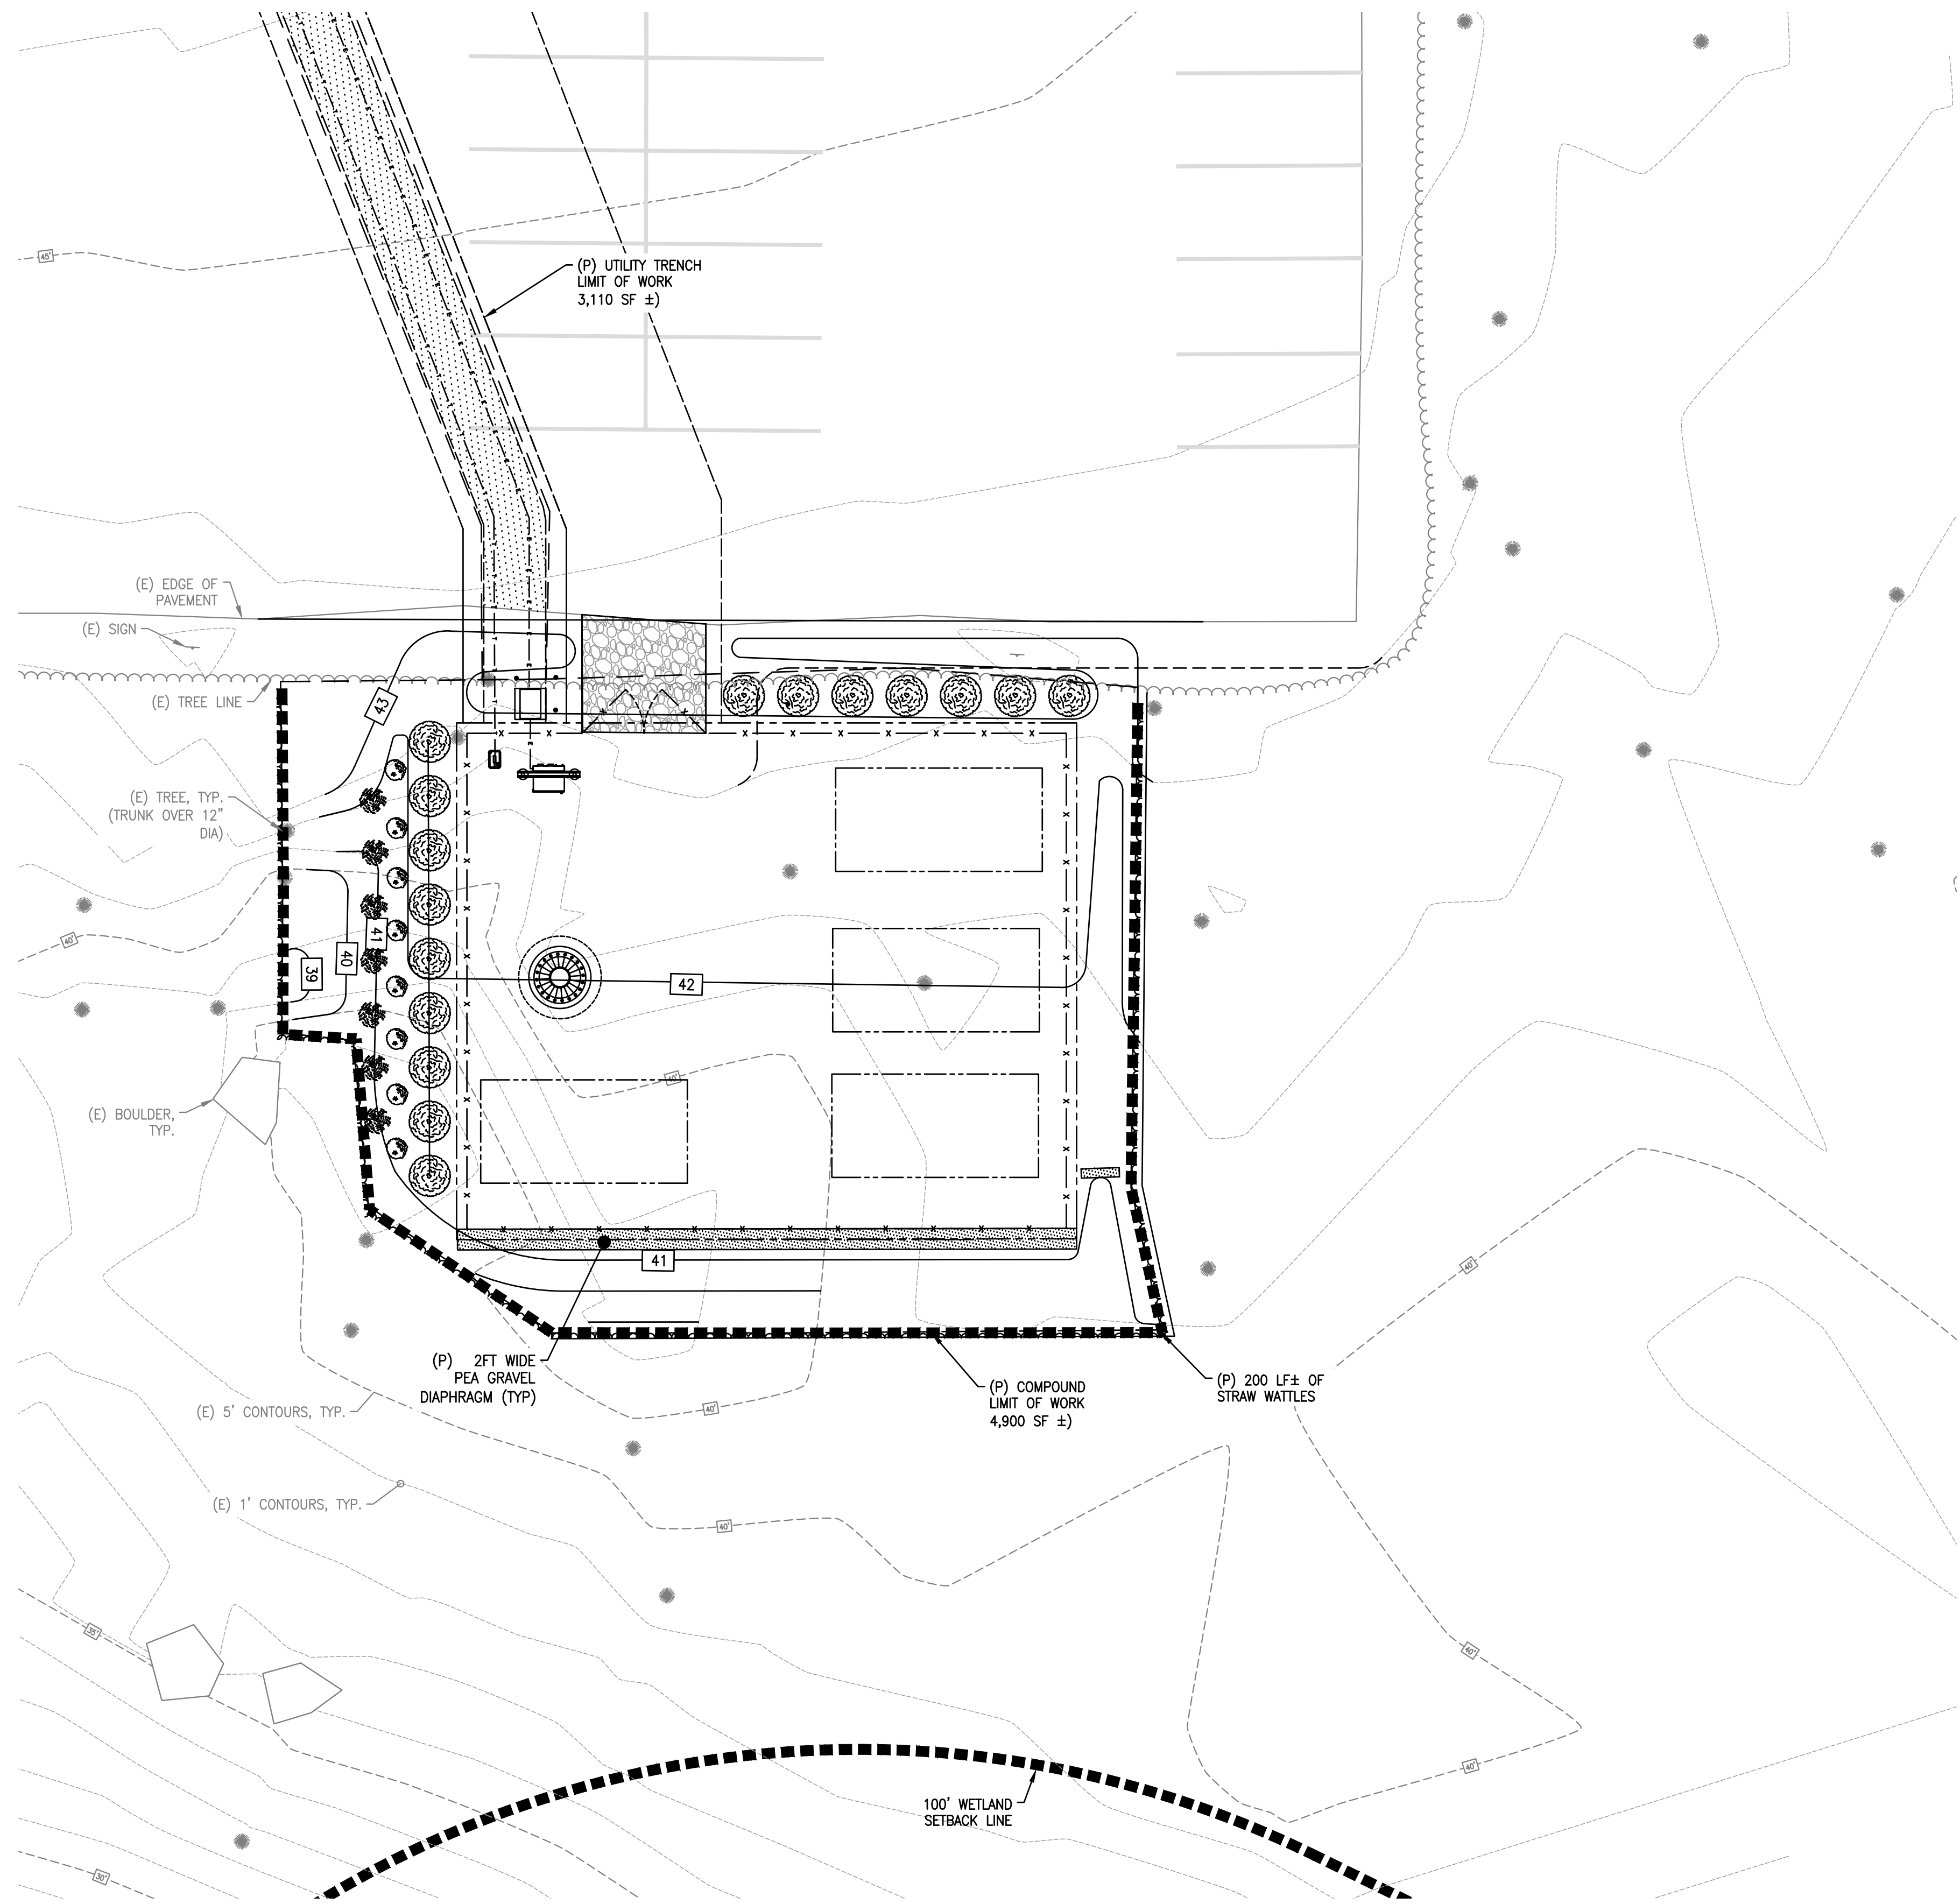 45'
(P) UTILITY TRENCH
LIMIT OF WORK
3,110 SF ±)
(E) EDGE OF
PAVEMENT
(E) SIGN
(E) TREE LINE
43
(E) TREE, TYP.
(TRUNK OVER 12"
DIA)
40'
41
40
39
42
40'
(E) BOULDER,
TYP.
41
40'
(P) 2FT WIDE
PEA GRAVEL
DIAPHRAGM (TYP)
(P) COMPOUND
LIMIT OF WORK
4,900 SF ±)
(P) 200 LF± OF
STRAW WATTLES
(E) 5' CONTOURS, TYP.
40'
(E) 1' CONTOURS, TYP.
40'
35'
40'
40'
100' WETLAND
SETBACK LINE
30'